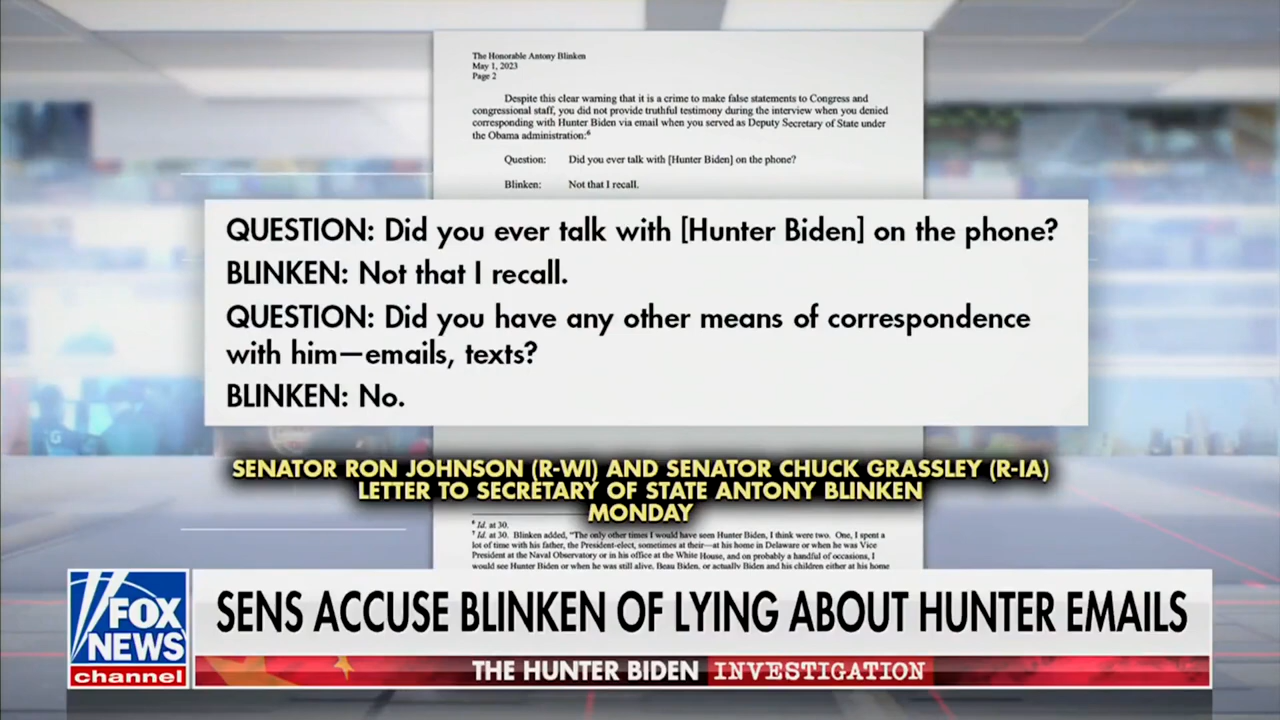 The Honorable Antony Blinken
May 1, 2023
Page 2
Despite this clear warning that it is a crime to make false statements to Congress and
congressional staff, you did not provide truthful testimony during the interview when you denied
corresponding with Hunter Biden via email when you served as Deputy Secretary of State under
the Obama administration:⁶
Question: Did you ever talk with [Hunter Biden] on the phone?
Blinken: Not that I recall.
QUESTION: Did you ever talk with [Hunter Biden] on the phone?
BLINKEN: Not that I recall.
QUESTION: Did you have any other means of correspondence
with him—emails, texts?
BLINKEN: No.
SENATOR RON JOHNSON (R-WI) AND SENATOR CHUCK GRASSLEY (R-IA)
LETTER TO SECRETARY OF STATE ANTONY BLINKEN
MONDAY
⁶ Id. at 30.
⁷ Id. at 30. Blinken added, "The only other times I would have seen Hunter Biden, I think were two. One, I spent a
lot of time with his father, the President-elect, sometimes at their—at his home in Delaware or when he was Vice
President at the Naval Observatory or in his office at the White House, and on probably a handful of occasions, I
would see Hunter Biden or when he was still alive, Beau Biden, or actually Biden and his children either at his home
FOX
NEWS
channel
SENS ACCUSE BLINKEN OF LYING ABOUT HUNTER EMAILS
THE HUNTER BIDEN INVESTIGATION